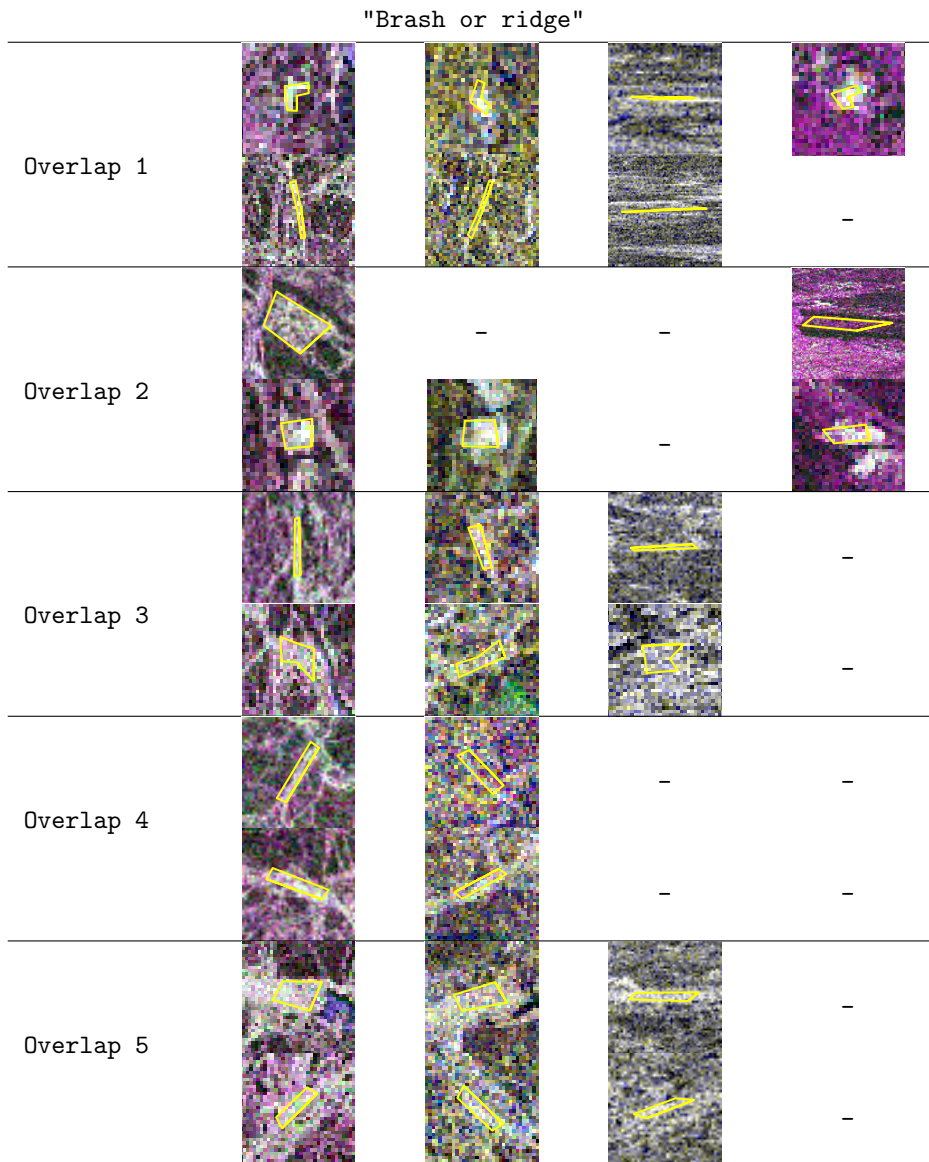 "Brash or ridge"
Overlap 1
–
Overlap 2
– –
–
Overlap 3
–
–
Overlap 4
– –
– –
Overlap 5
–
–